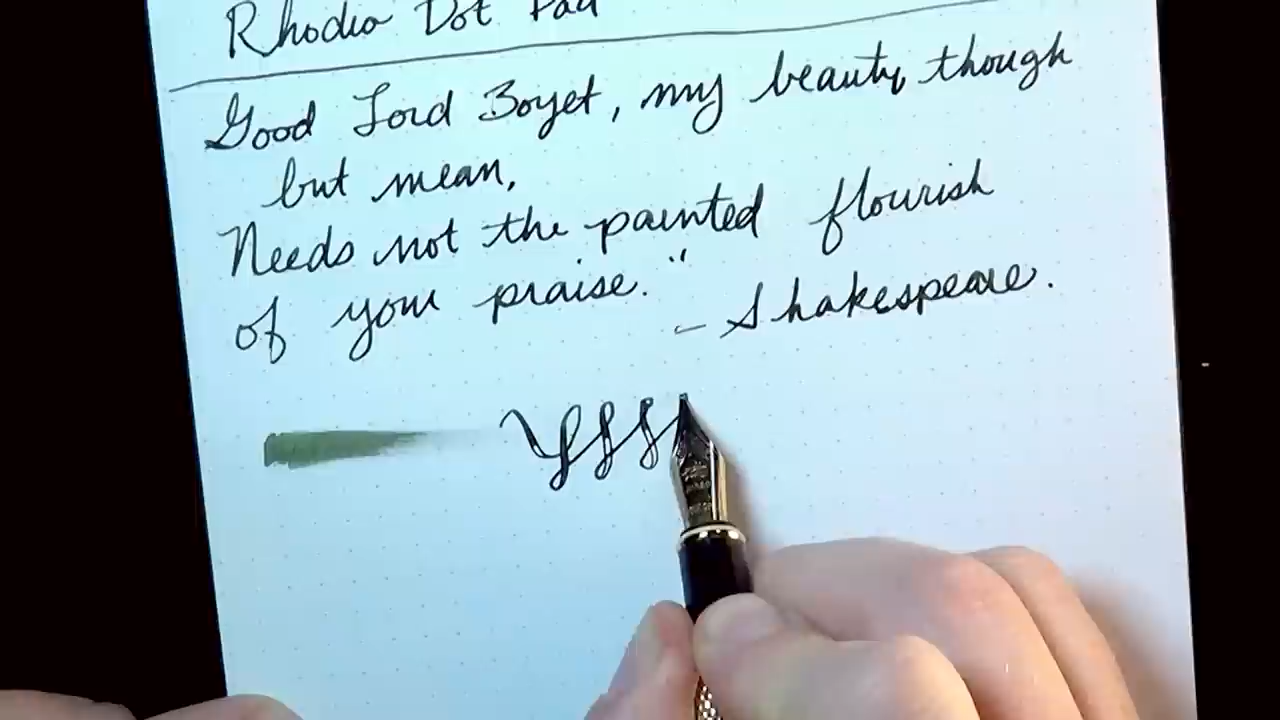 Rhodia Dot Pad
Good Lord Boyet, my beauty, though
but mean,
Needs not the painted flourish
of your praise."
- Shakespeare.